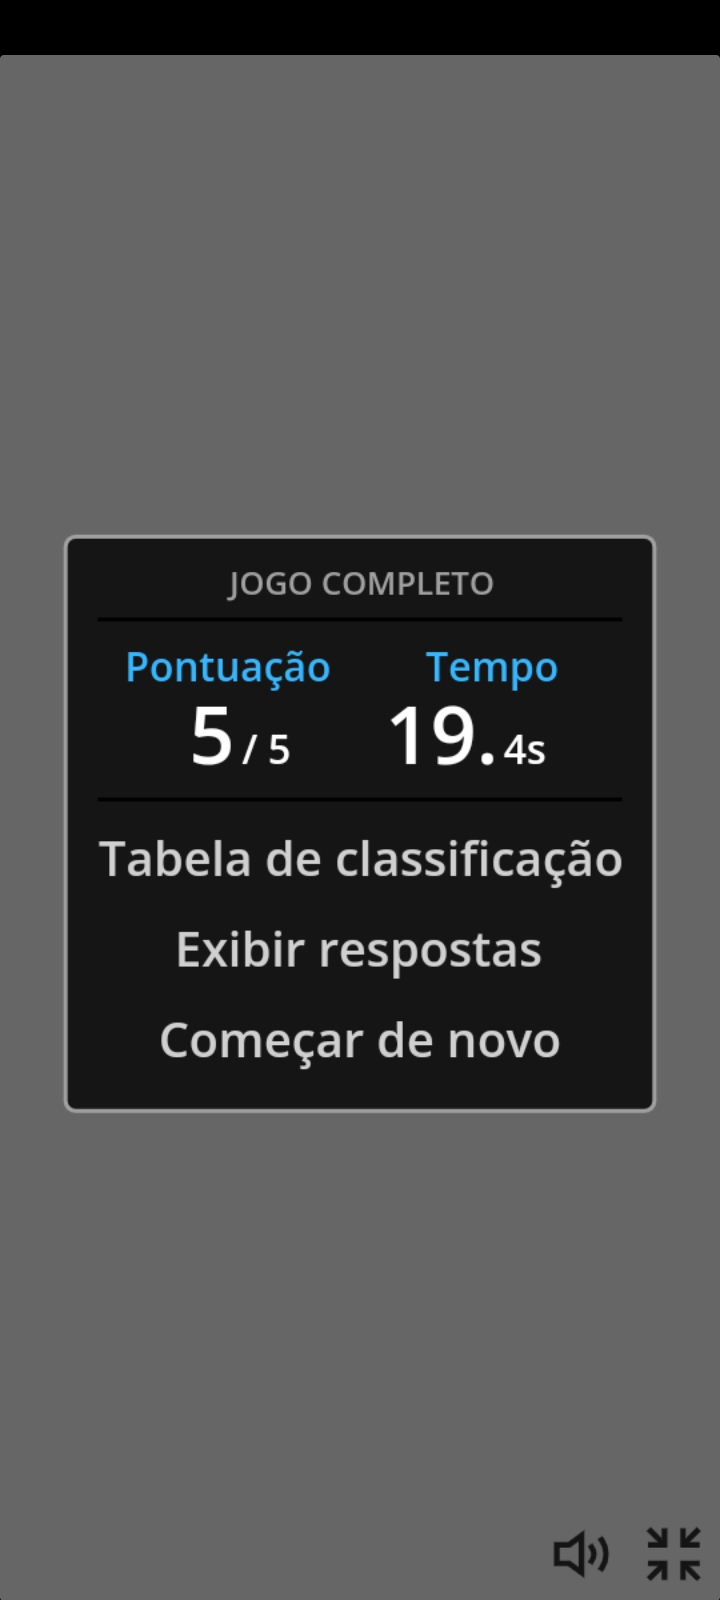 JOGO COMPLETO
Pontuação Tempo
5 / 5 19.4s
Tabela de classificação
Exibir respostas
Começar de novo